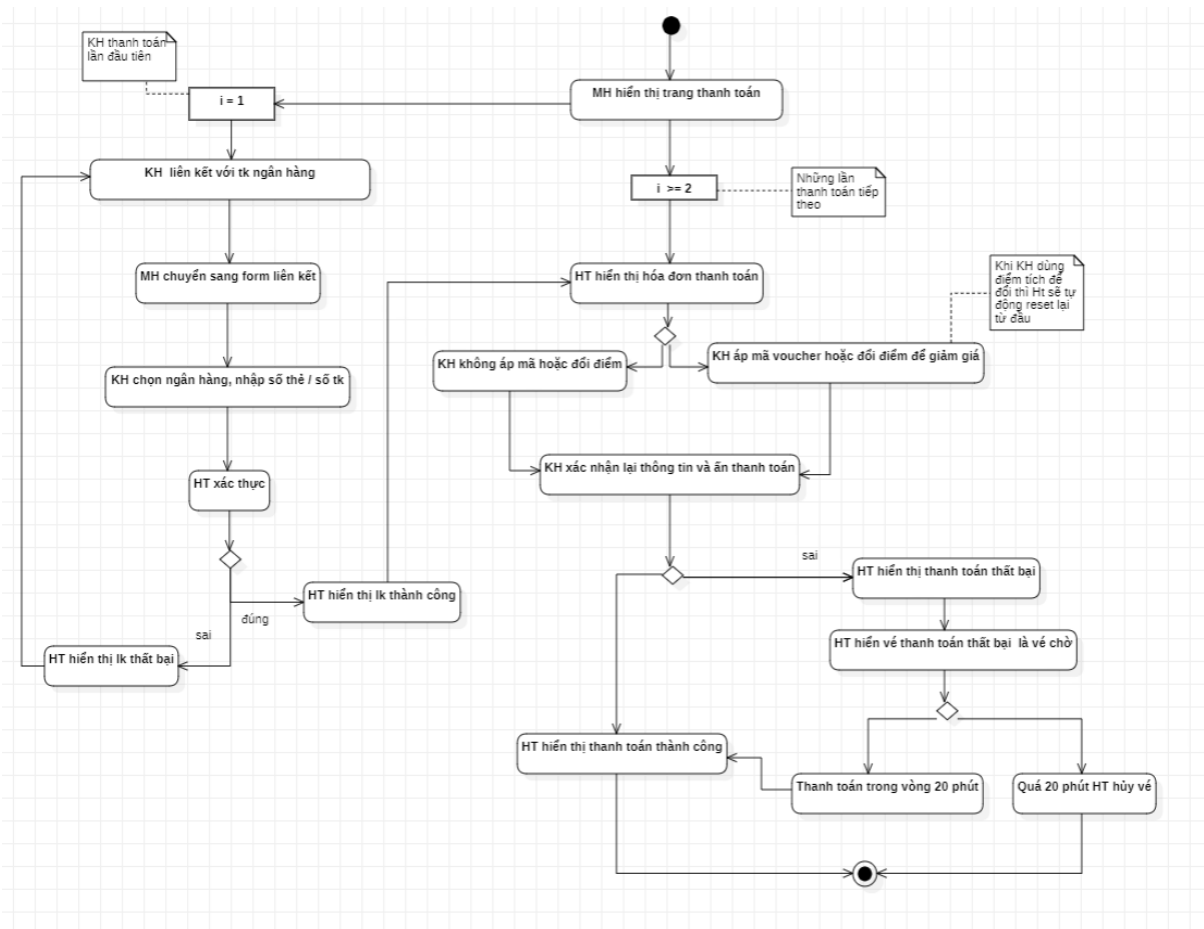 KH thanh toán
lần đầu tiên
i = 1
MH hiển thị trang thanh toán
KH liên kết với tk ngân hàng
i >= 2
Những lần
thanh toán tiếp
theo
MH chuyển sang form liên kết
HT hiển thị hóa đơn thanh toán
Khi KH dùng
điểm tích để
đổi thì Ht sẽ tự
động reset lại
từ đầu
KH không áp mã hoặc đổi điểm
KH áp mã voucher hoặc đổi điểm để giảm giá
KH chọn ngân hàng, nhập số thẻ / số tk
KH xác nhận lại thông tin và ấn thanh toán
HT xác thực
sai
HT hiển thị thanh toán thất bại
HT hiển thị lk thành công
đúng
sai
HT hiển thị lk thất bại
HT hiển vé thanh toán thất bại là vé chờ
HT hiển thị thanh toán thành công
Thanh toán trong vòng 20 phút
Quá 20 phút HT hủy vé